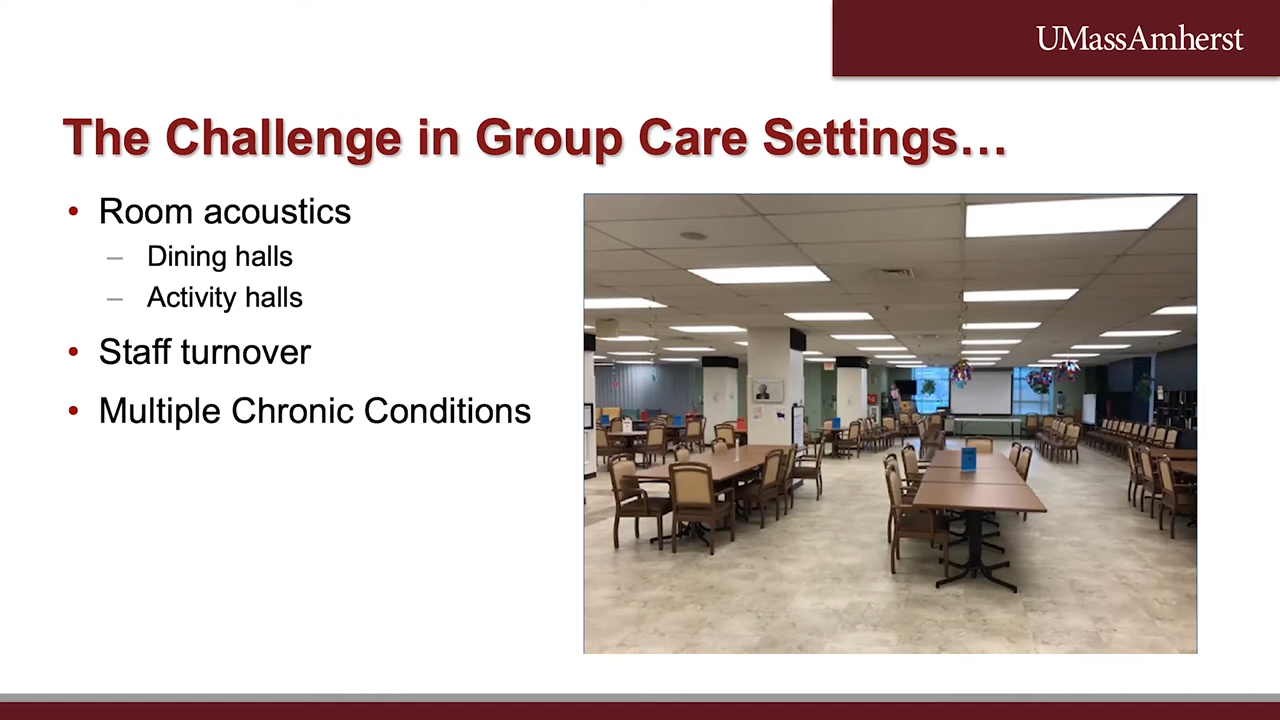 UMassAmherst
The Challenge in Group Care Settings…
• Room acoustics
– Dining halls
– Activity halls
• Staff turnover
• Multiple Chronic Conditions